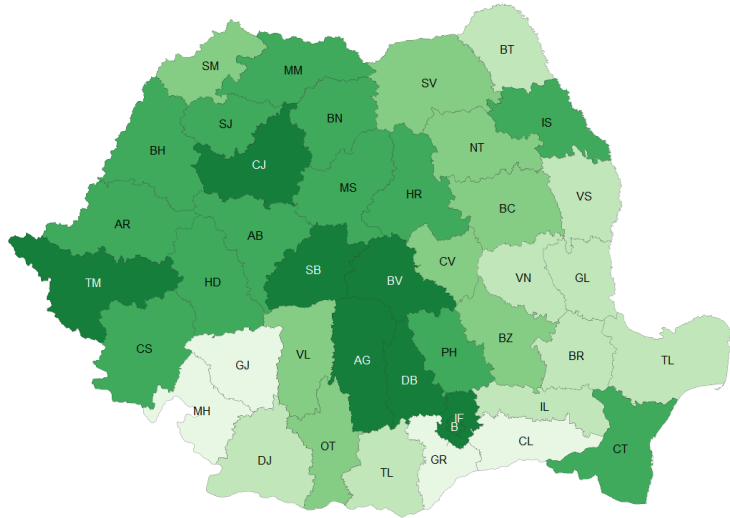 BT
SM
MM
SV
SJ
BN
IS
BH
CJ
NT
MS
HR
VS
BC
AR
AB
CV
SB
VN
GL
TM
HD
BV
BZ
CS
VL
AG
PH
BR
TL
GJ
DB
MH
IL
IF
B
OT
CL
CT
DJ
TL
GR